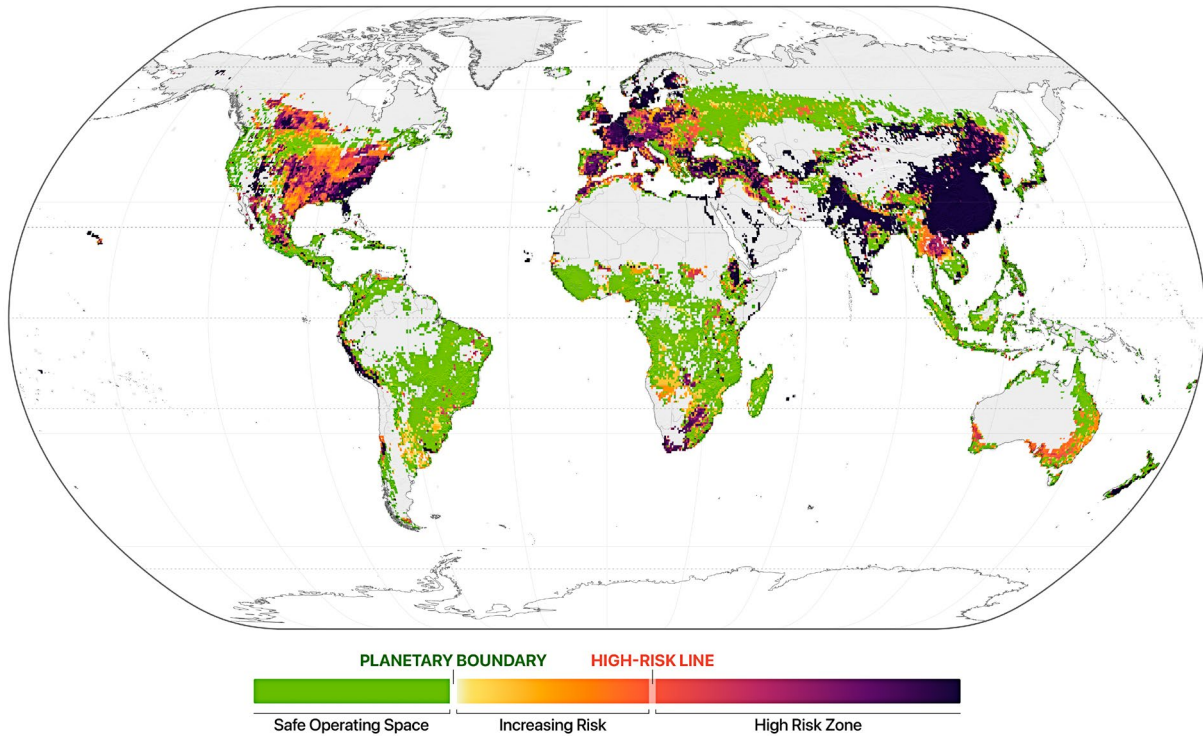 PLANETARY BOUNDARY HIGH-RISK LINE
Safe Operating Space Increasing Risk High Risk Zone